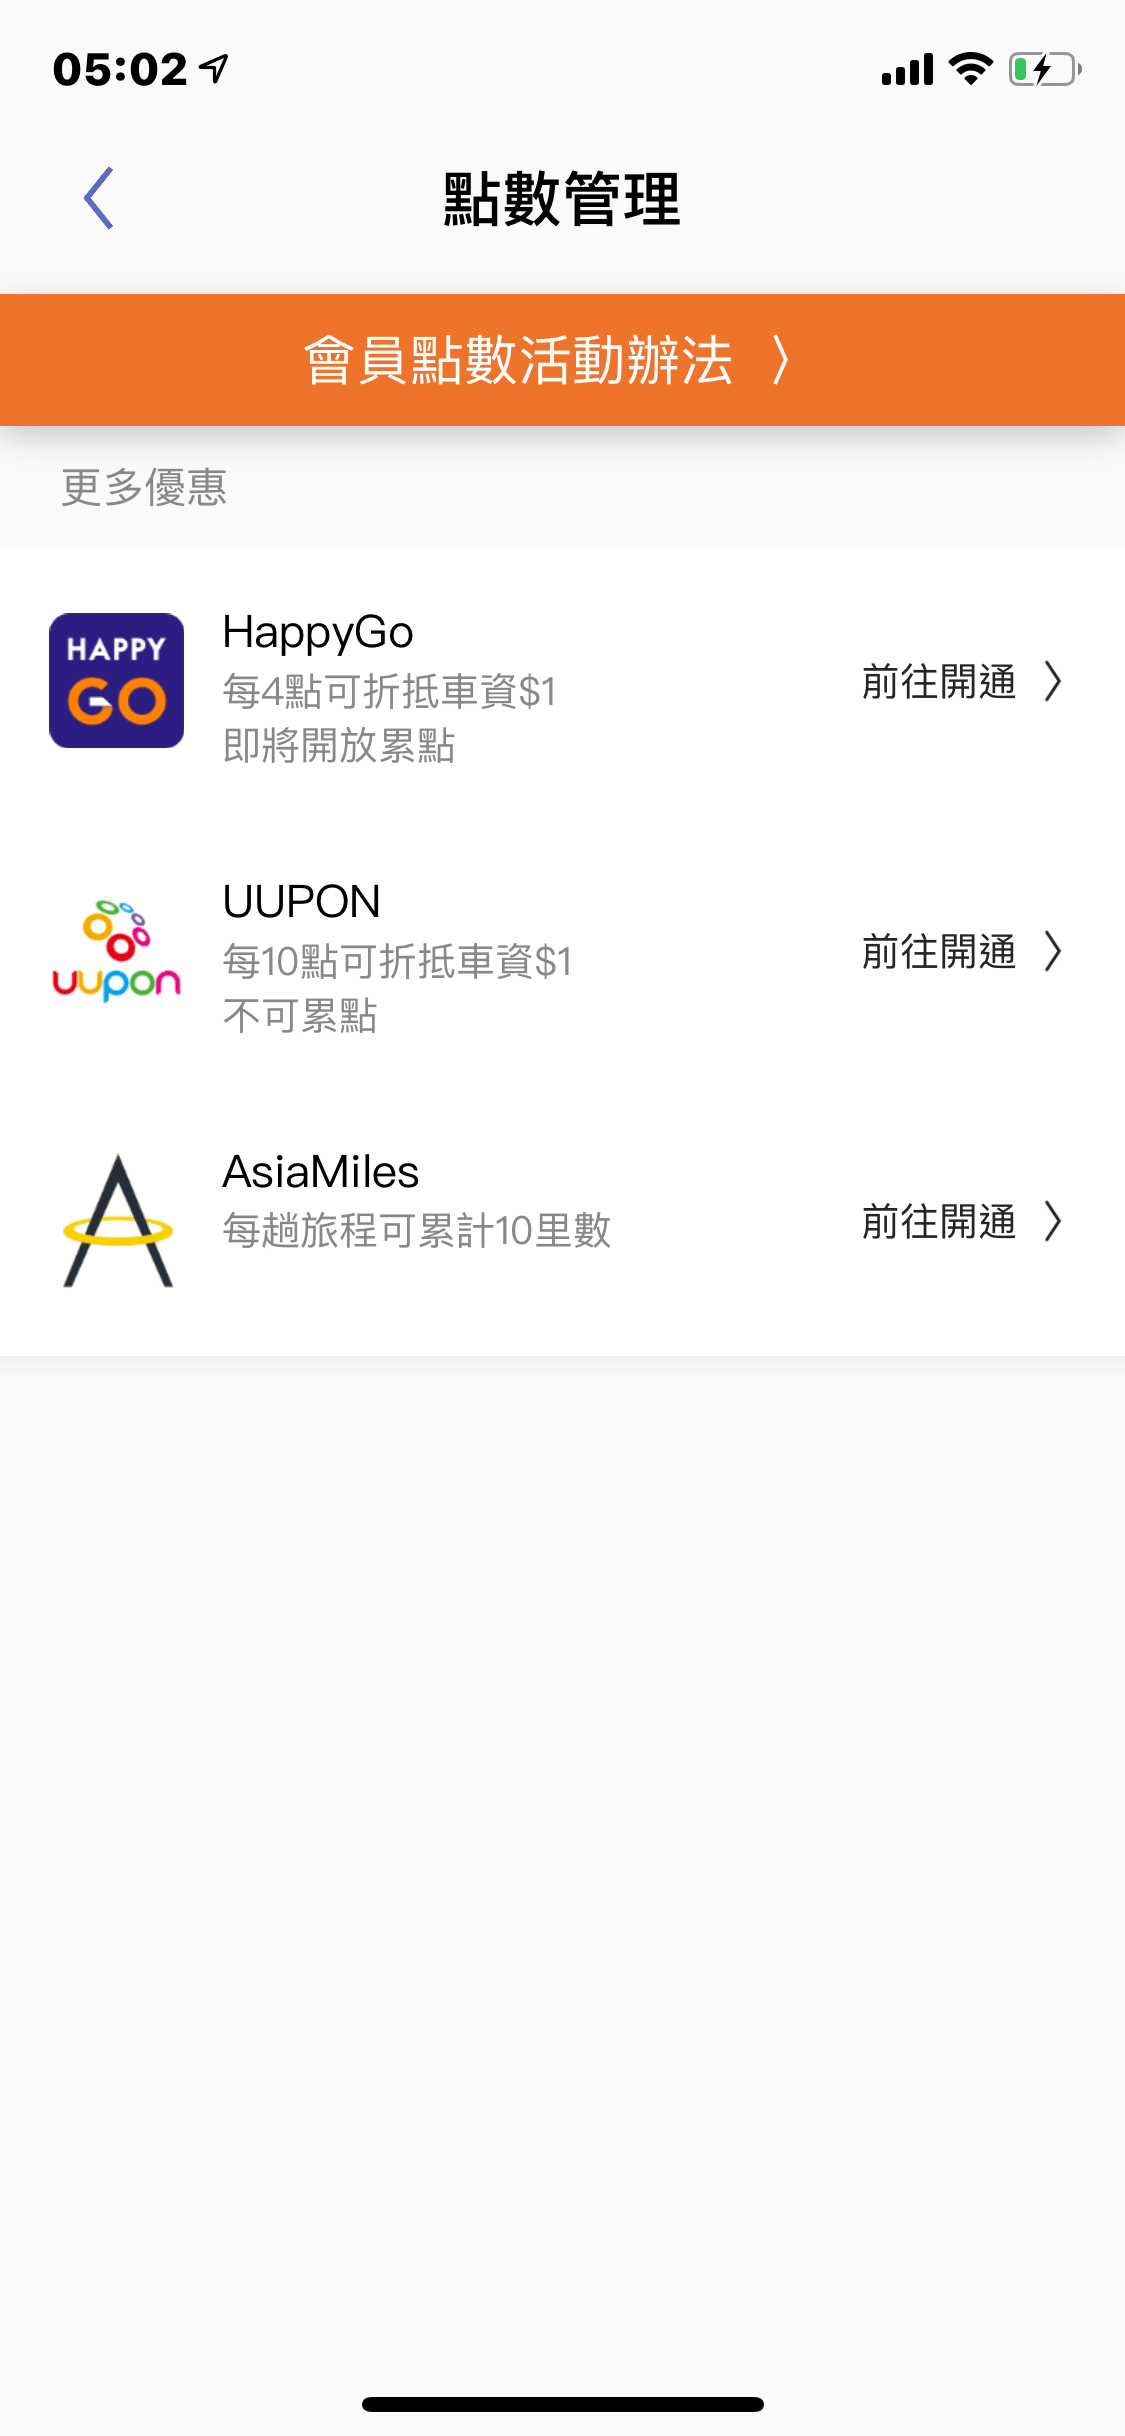 05:02
點數管理
會員點數活動辦法
更多優惠
HAPPY
GO
HappyGo
每4點可折抵車資$1
即將開放累點
前往開通
uupon
UUPON
每10點可折抵車資$1
不可累點
前往開通
AsiaMiles
每趟旅程可累計10里數
前往開通